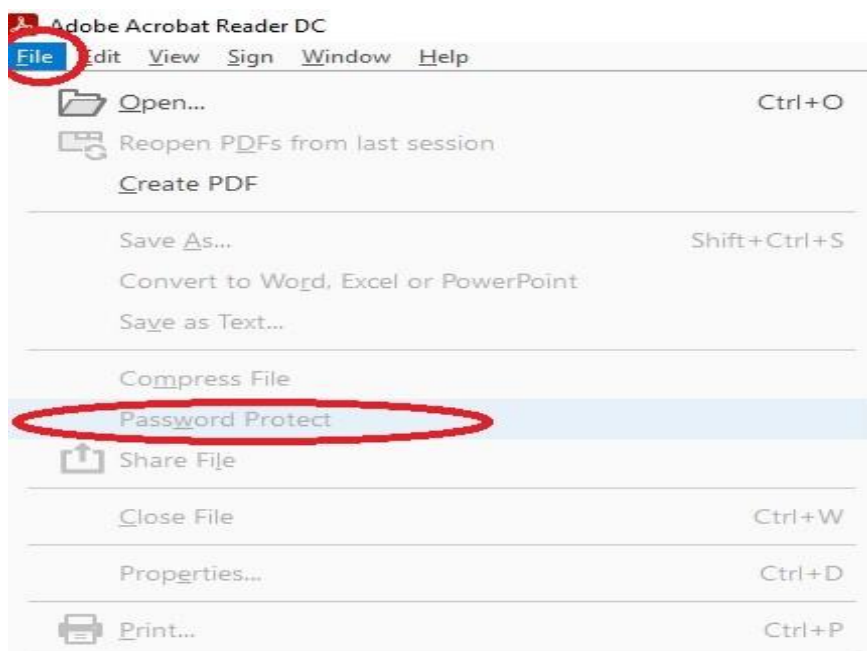 Adobe Acrobat Reader DC
File Edit View Sign Window Help
Open... Ctrl+O
Reopen PDFs from last session
Create PDF
Save As... Shift+Ctrl+S
Convert to Word, Excel or PowerPoint
Save as Text...
Compress File
Password Protect
Share File
Close File Ctrl+W
Properties... Ctrl+D
Print... Ctrl+P